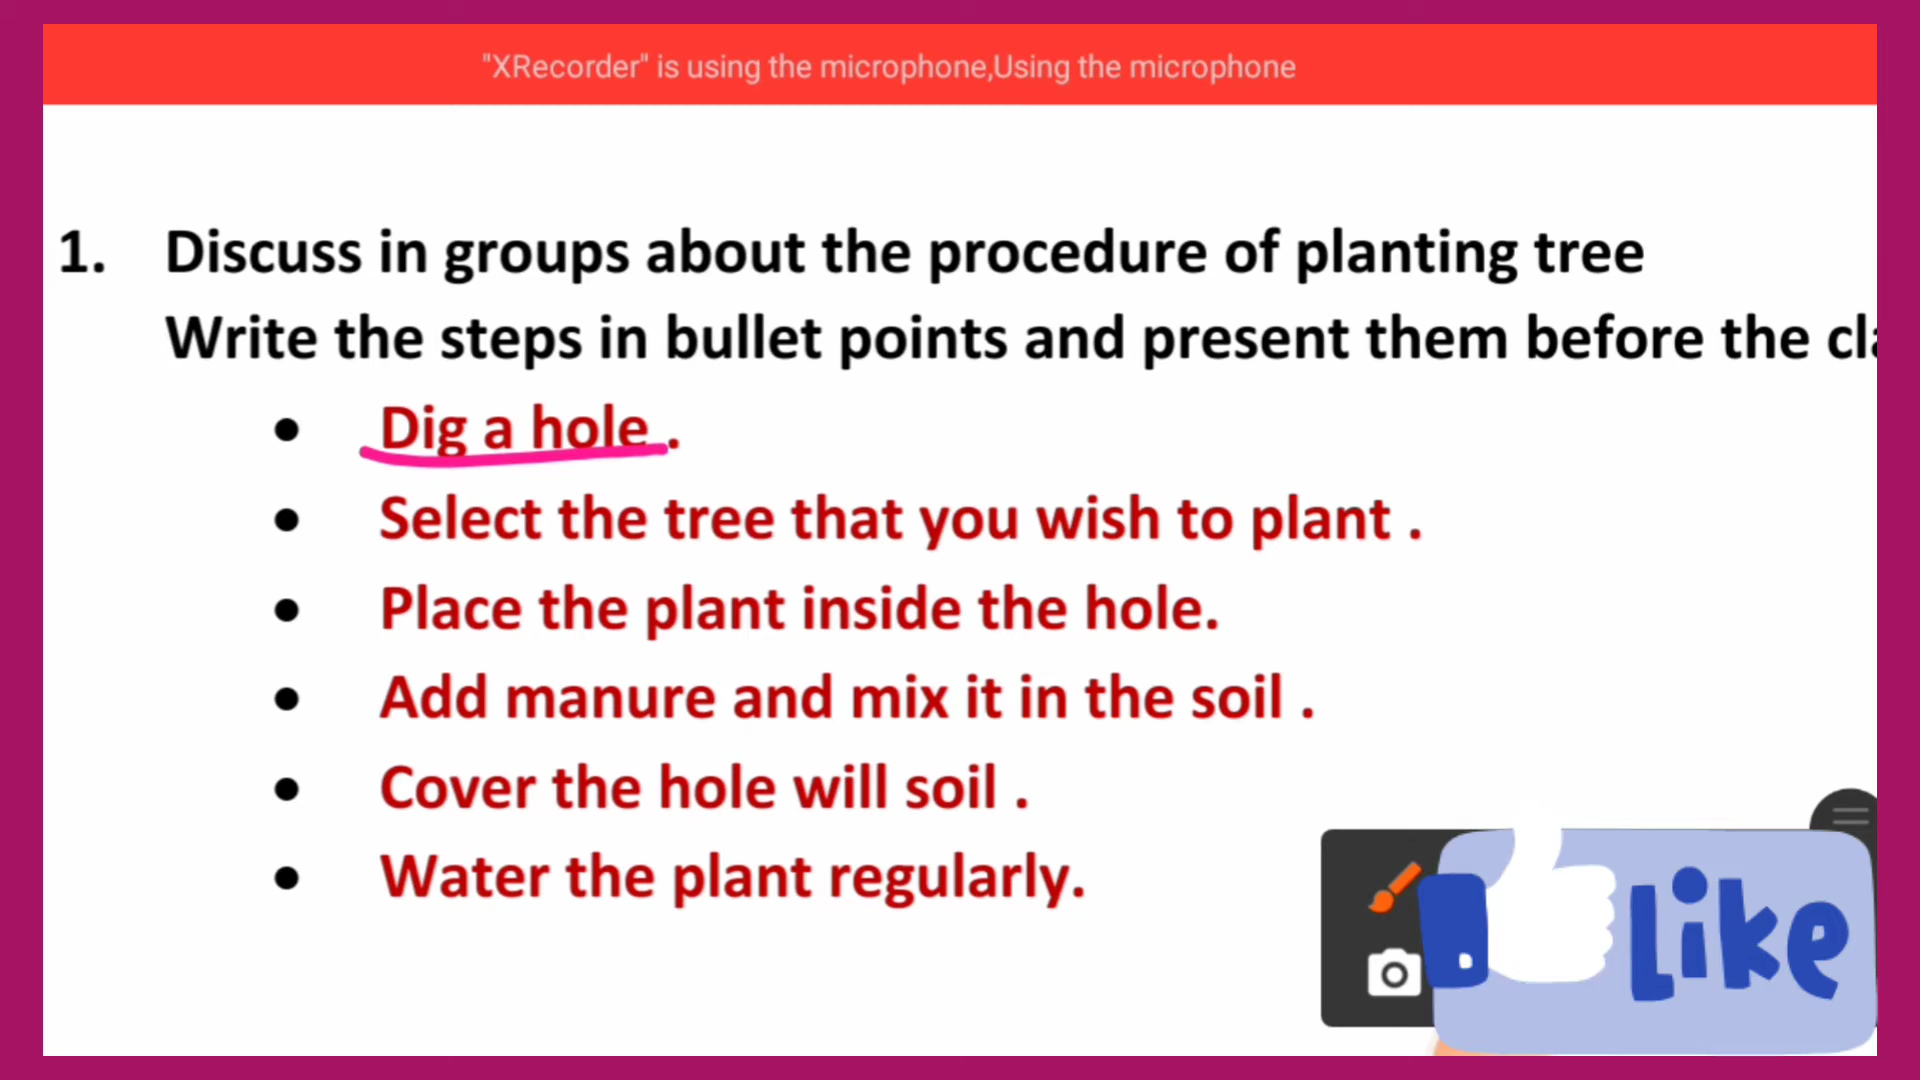 "XRecorder" is using the microphone,Using the microphone
1. Discuss in groups about the procedure of planting tree
Write the steps in bullet points and present them before the
• Dig a hole .
• Select the tree that you wish to plant .
• Place the plant inside the hole.
• Add manure and mix it in the soil .
• Cover the hole will soil .
• Water the plant regularly.
Like